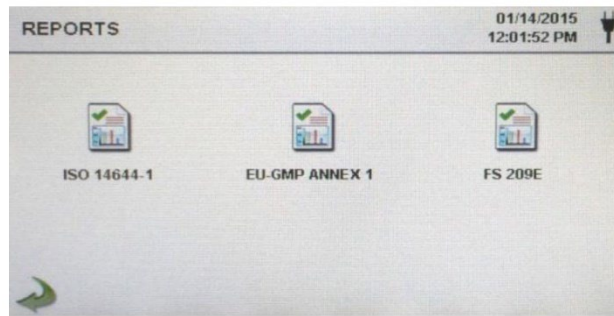 REPORTS
01/14/2015
12:01:52 PM
ISO 14644-1
EU-GMP ANNEX 1
FS 209E